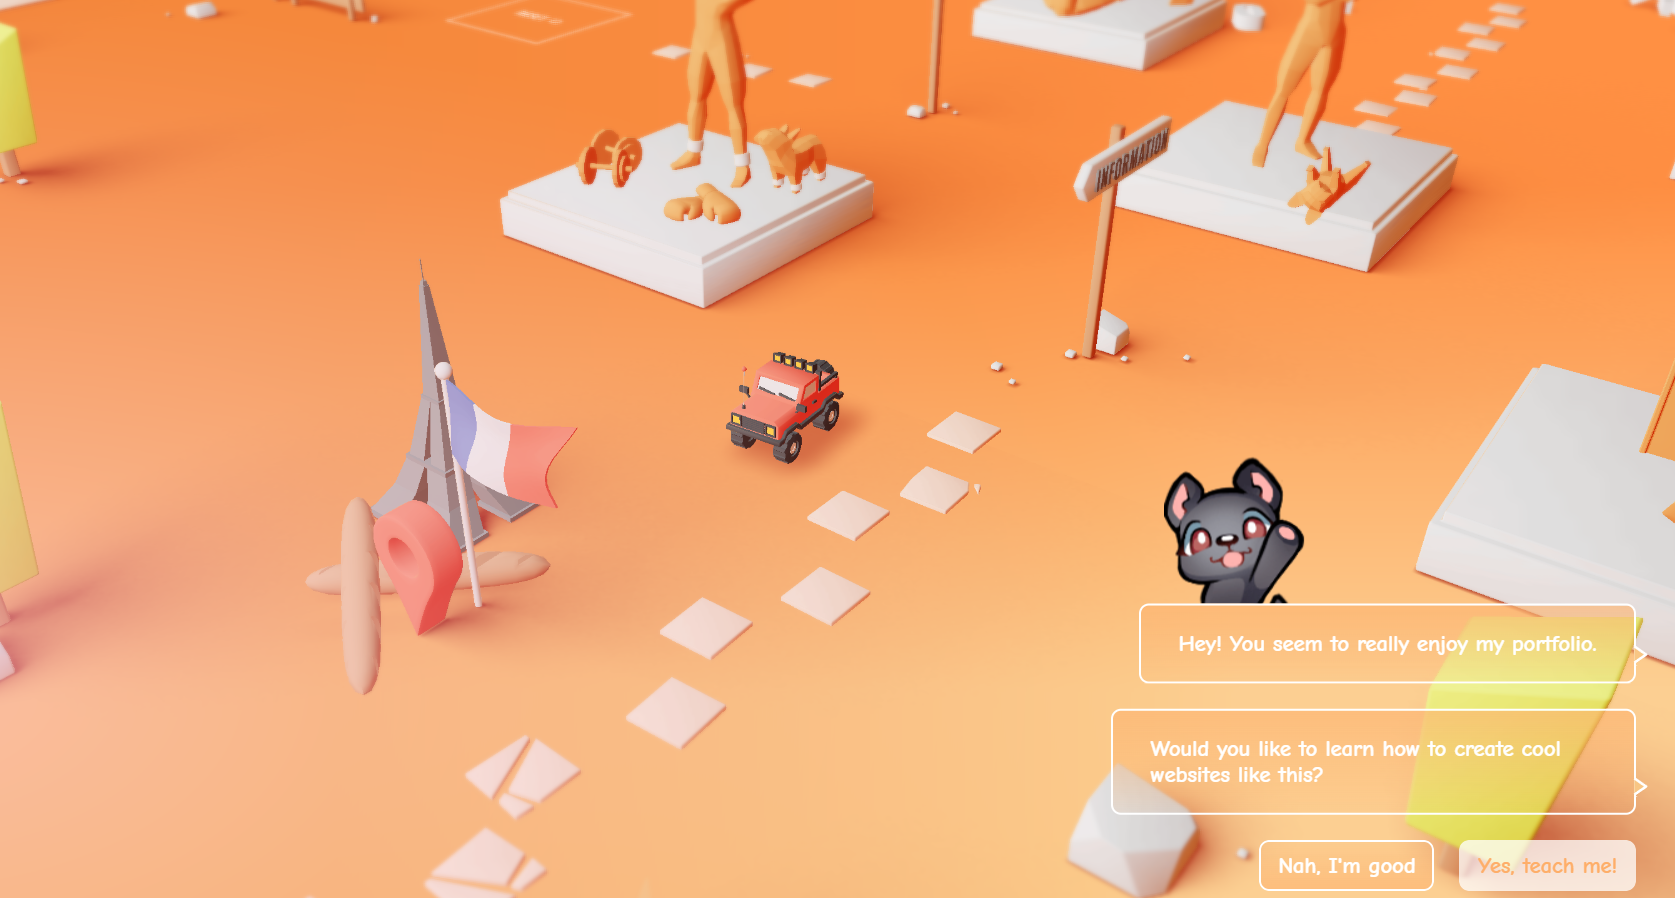 INFORMATION
Hey! You seem to really enjoy my portfolio.
Would you like to learn how to create cool
websites like this?
Nah, I'm good
Yes, teach me!